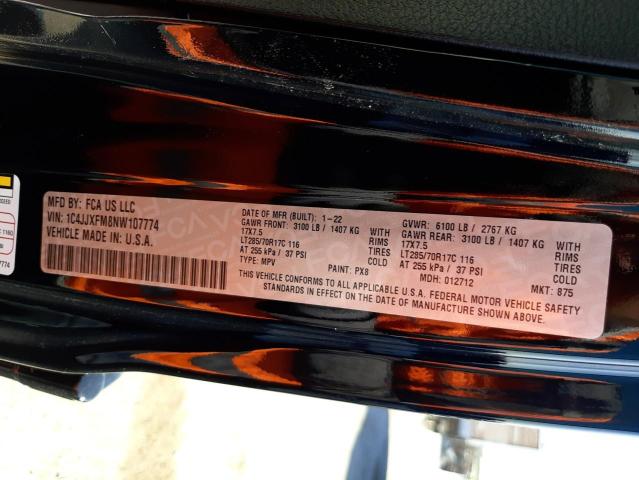 MFD BY: FCA US LLC
VIN: 1C4JJXFM8NW107774
VEHICLE MADE IN: U.S.A.
DATE OF MFR (BUILT): 1-22
GAWR FRONT: 3100 LB / 1407 KG WITH
17X7.5 RIMS
LT285/70R17C 116 TIRES
AT 255 kPa / 37 PSI COLD
TYPE: MPV PAINT: PX8
GVWR: 6100 LB / 2767 KG
GAWR REAR: 3100 LB / 1407 KG WITH
17X7.5 RIMS
LT285/70R17C 116 TIRES
AT 255 kPa / 37 PSI COLD
MDH: 012712 MKT: 875
THIS VEHICLE CONFORMS TO ALL APPLICABLE U.S.A. FEDERAL MOTOR VEHICLE SAFETY
STANDARDS IN EFFECT ON THE DATE OF MANUFACTURE SHOWN ABOVE.